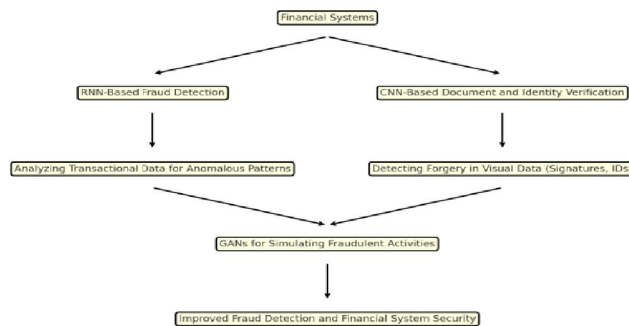 Financial Systems
RNN-Based Fraud Detection
CNN-Based Document and Identity Verification
Analyzing Transactional Data for Anomalous Patterns
Detecting Forgery in Visual Data (Signatures, IDs
GANs for Simulating Fraudulent Activities
Improved Fraud Detection and Financial System Security